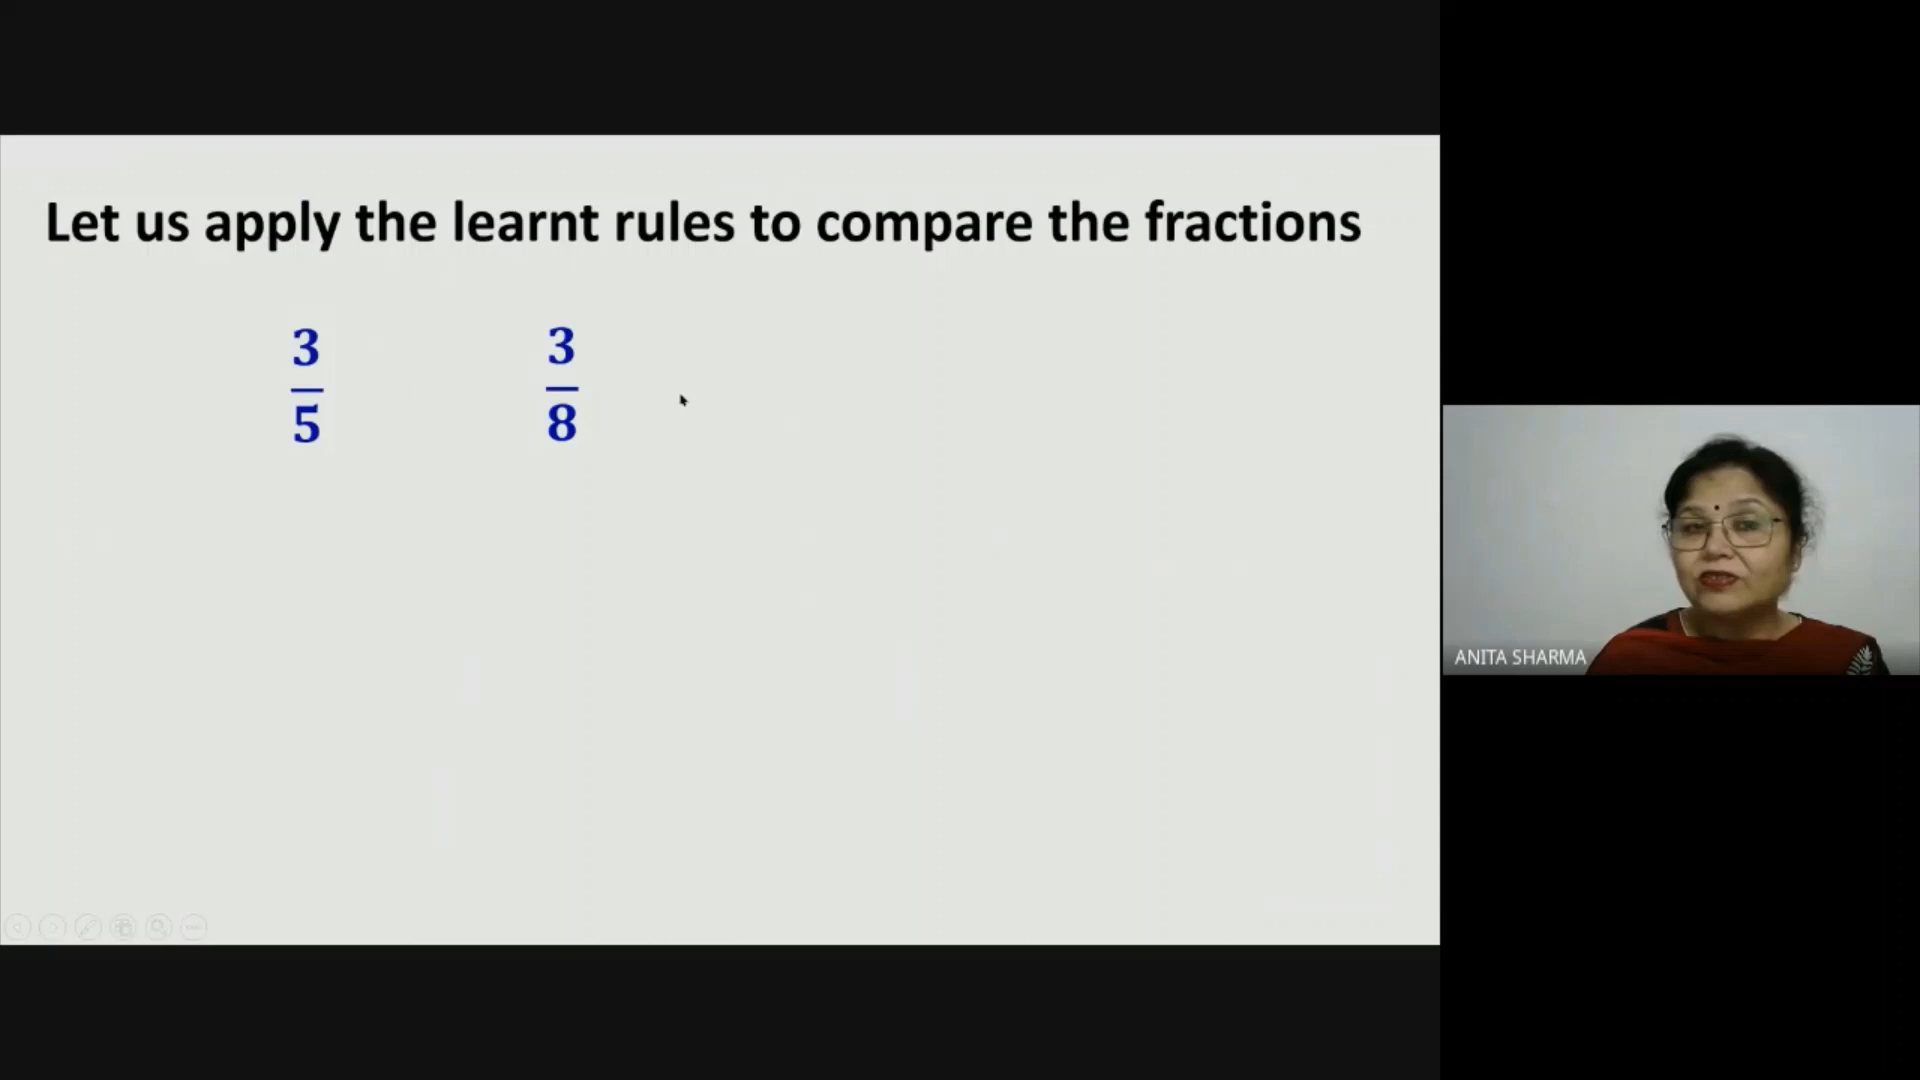 Let us apply the learnt rules to compare the fractions
3/5 3/8
ANITA SHARMA